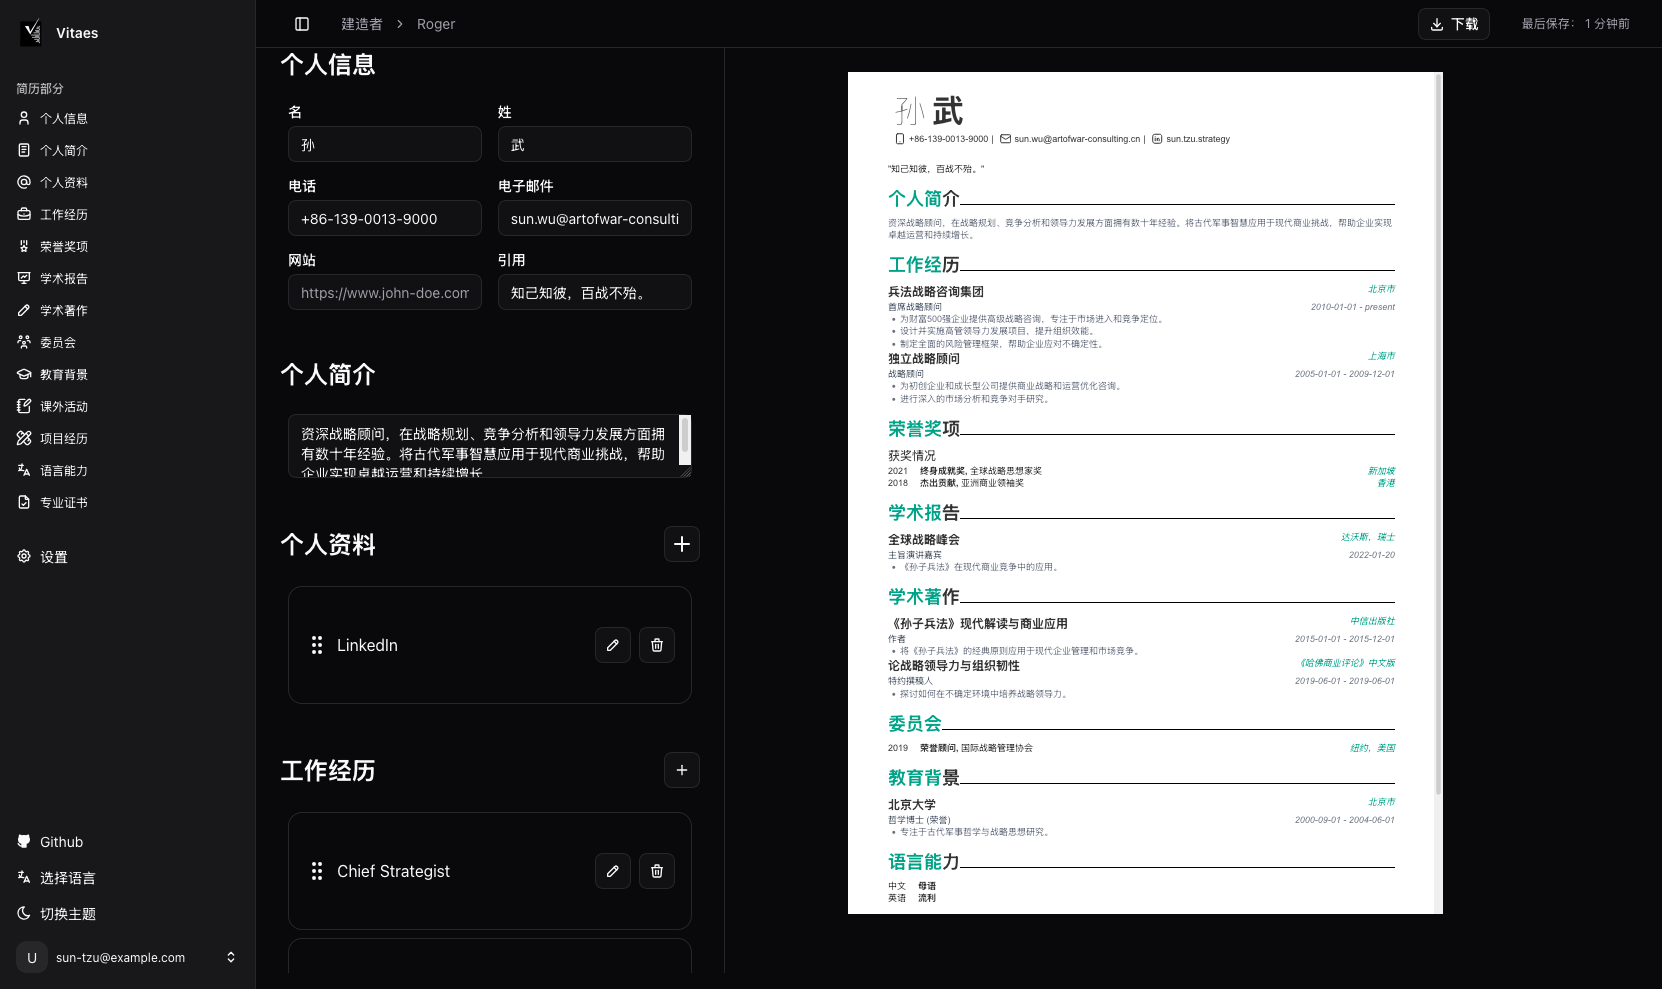 Vitaes
简历部分
个人信息
个人简介
个人资料
工作经历
荣誉奖项
学术报告
学术著作
委员会
教育背景
课外活动
项目经历
语言能力
专业证书
设置
Github
选择语言
切换主题
U
sun-tzu@example.com
建造者
Roger
下载
最后保存： 1 分钟前
个人信息
名
姓
孙
武
电话
电子邮件
+86-139-0013-9000
sun.wu@artofwar-consulti
网站
引用
https://www.john-doe.com
知己知彼，百战不殆。
个人简介
资深战略顾问，在战略规划、竞争分析和领导力发展方面拥
有数十年经验。将古代军事智慧应用于现代商业挑战，帮助
企业实现卓越运营和持续增长
个人资料
LinkedIn
工作经历
Chief Strategist
孙 武
+86-139-0013-9000 | sun.wu@artofwar-consulting.cn | sun.tzu.strategy
"知己知彼，百战不殆。"
个人简介
资深战略顾问，在战略规划、竞争分析和领导力发展方面拥有数十年经验。将古代军事智慧应用于现代商业挑战，帮助企业实现
卓越运营和持续增长。
工作经历
兵法战略咨询集团 北京市
首席战略顾问 2010-01-01 - present
• 为财富500强企业提供高级战略咨询，专注于市场进入和竞争定位。
• 设计并实施高管领导力发展项目，提升组织效能。
• 制定全面的风险管理框架，帮助企业应对不确定性。
独立战略顾问 上海市
战略顾问 2005-01-01 - 2009-12-01
• 为初创企业和成长型公司提供商业战略和运营优化咨询。
• 进行深入的市场分析和竞争对手研究。
荣誉奖项
获奖情况
2021 终身成就奖, 全球战略思想家奖 新加坡
2018 杰出贡献, 亚洲商业领袖奖 香港
学术报告
全球战略峰会 达沃斯，瑞士
主旨演讲嘉宾 2022-01-20
• 《孙子兵法》在现代商业竞争中的应用。
学术著作
《孙子兵法》现代解读与商业应用 中信出版社
作者 2015-01-01 - 2015-12-01
• 将《孙子兵法》的经典原则应用于现代企业管理和市场竞争。
论战略领导力与组织韧性 《哈佛商业评论》中文版
特约撰稿人 2019-06-01 - 2019-06-01
• 探讨如何在不确定环境中培养战略领导力。
委员会
2019 荣誉顾问, 国际战略管理协会 纽约，美国
教育背景
北京大学 北京市
哲学博士 (荣誉) 2000-09-01 - 2004-06-01
• 专注于古代军事哲学与战略思想研究。
语言能力
中文 母语
英语 流利